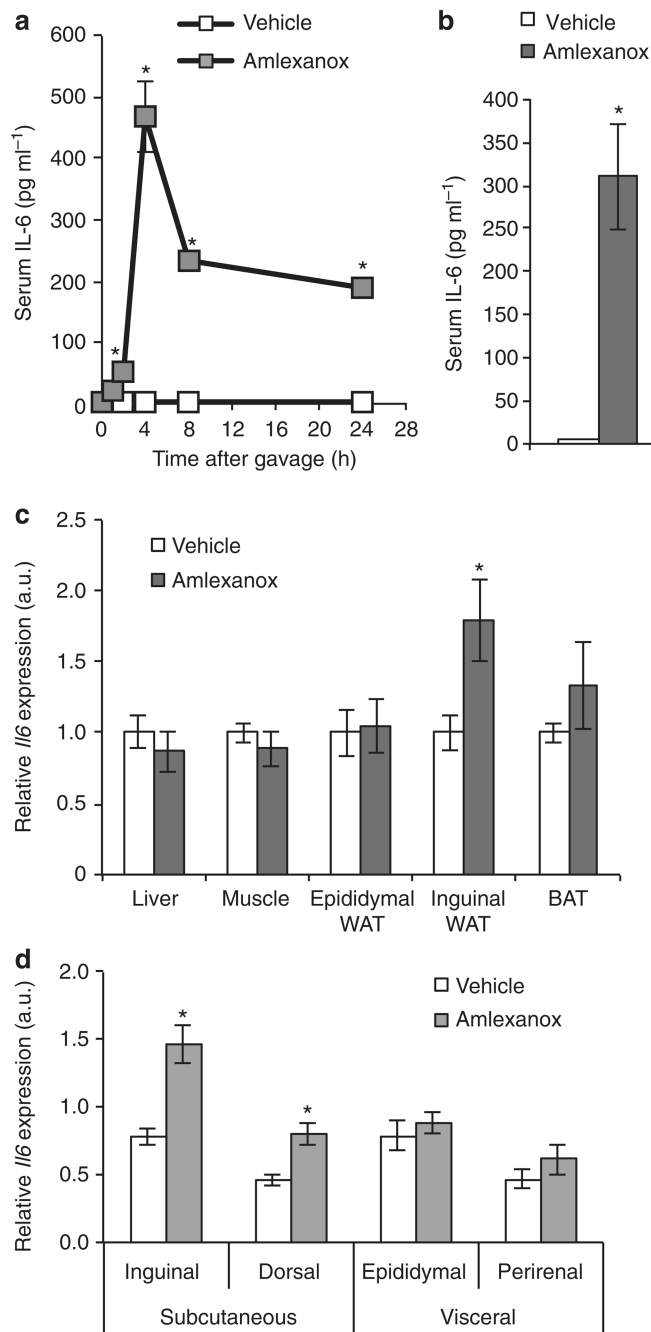 a
Vehicle
Amlexanox
Serum IL-6 (pg ml⁻¹)
600
500
400
300
200
100
0
*
*
*
*
0 4 8 12 16 20 24 28
Time after gavage (h)
b
Vehicle
Amlexanox
Serum IL-6 (pg ml⁻¹)
400
350
300
250
200
150
100
50
0
*
c
Vehicle
Amlexanox
Relative Il6 expression (a.u.)
2.5
2.0
1.5
1.0
0.5
0
*
Liver Muscle Epididymal Inguinal BAT
WAT WAT
d
Vehicle
Amlexanox
Relative Il6 expression (a.u.)
2.0
1.5
1.0
0.5
0.0
*
*
Inguinal Dorsal Epididymal Perirenal
Subcutaneous Visceral